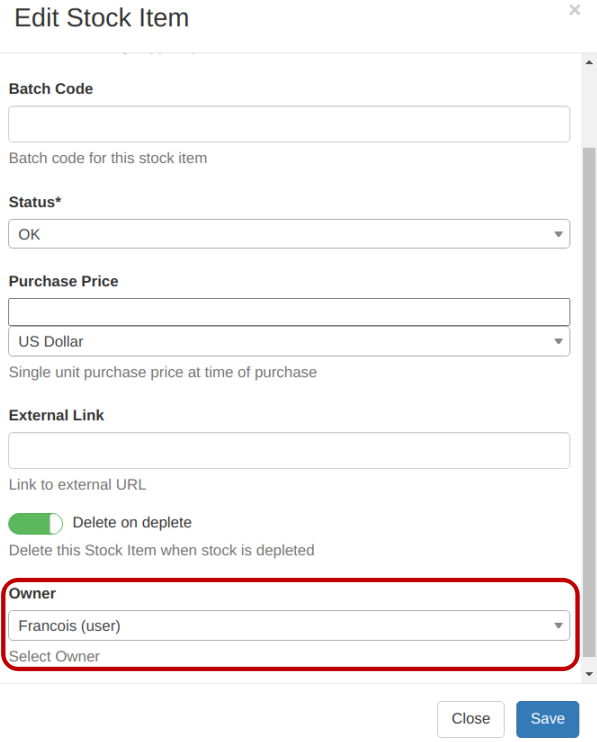 Edit Stock Item
×
Batch Code
Batch code for this stock item
Status*
OK
Purchase Price
US Dollar
Single unit purchase price at time of purchase
External Link
Link to external URL
Delete on deplete
Delete this Stock Item when stock is depleted
Owner
Francois (user)
Select Owner
Close
Save